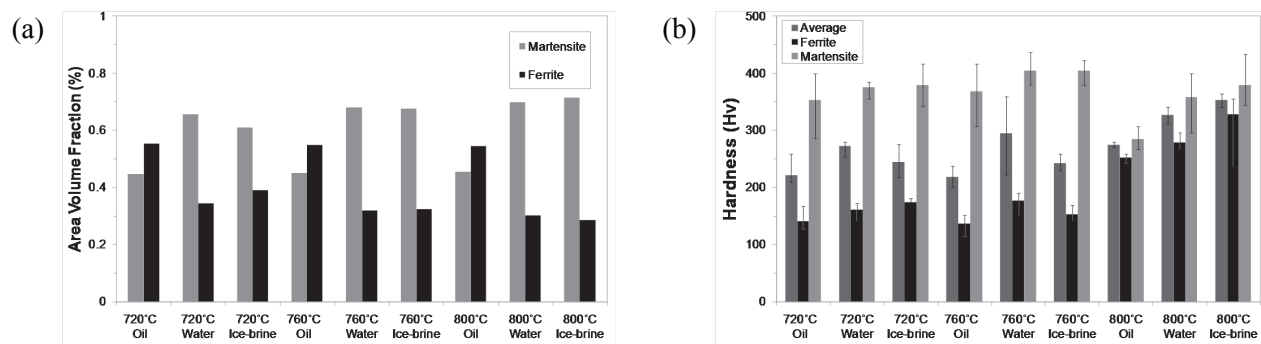 (a)
Area Volume Fraction (%)
1
0.8
0.6
0.4
0.2
0
Martensite
Ferrite
720°C Oil
720°C Water
720°C Ice-brine
760°C Oil
760°C Water
760°C Ice-brine
800°C Oil
800°C Water
800°C Ice-brine
(b)
Hardness (Hv)
500
400
300
200
100
0
Average
Ferrite
Martensite
720°C Oil
720°C Water
720°C Ice-brine
760°C Oil
760°C Water
760°C Ice-brine
800°C Oil
800°C Water
800°C Ice-brine